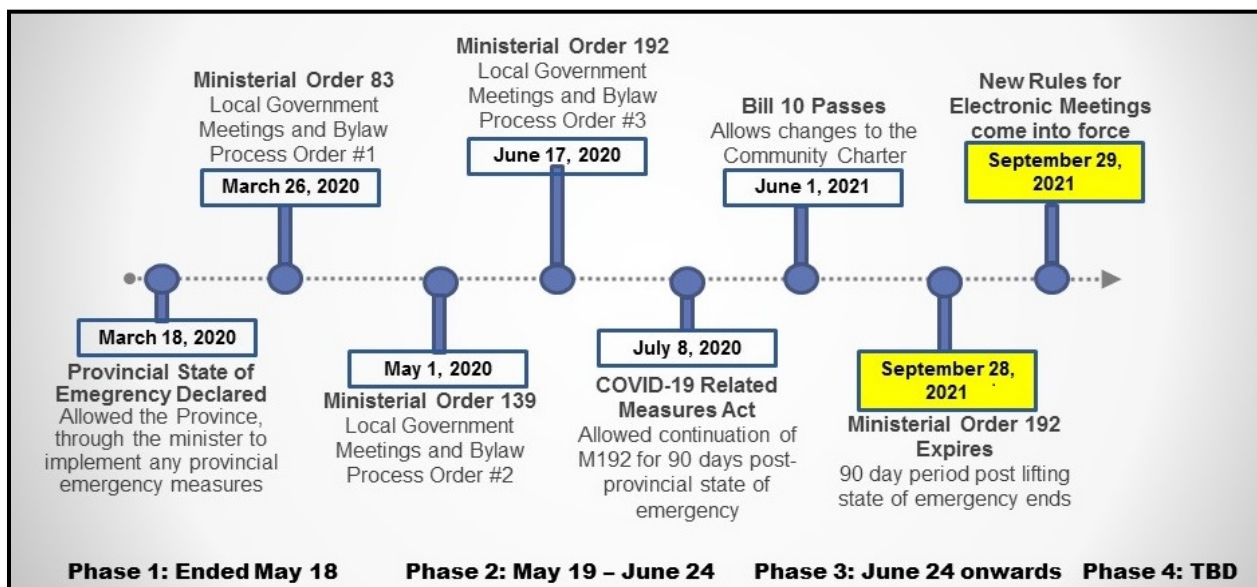 Ministerial Order 83
Local Government
Meetings and Bylaw
Process Order #1
March 26, 2020
Ministerial Order 192
Local Government
Meetings and Bylaw
Process Order #3
June 17, 2020
Bill 10 Passes
Allows changes to the
Community Charter
June 1, 2021
New Rules for
Electronic Meetings
come into force
September 29,
2021
March 18, 2020
Provincial State of
Emegrency Declared
Allowed the Province,
through the minister to
implement any provincial
emergency measures
May 1, 2020
Ministerial Order 139
Local Government
Meetings and Bylaw
Process Order #2
July 8, 2020
COVID-19 Related
Measures Act
Allowed continuation of
M192 for 90 days post-
provincial state of
emergency
September 28,
2021
Ministerial Order 192
Expires
90 day period post lifting
state of emergency ends
Phase 1: Ended May 18
Phase 2: May 19 – June 24
Phase 3: June 24 onwards
Phase 4: TBD